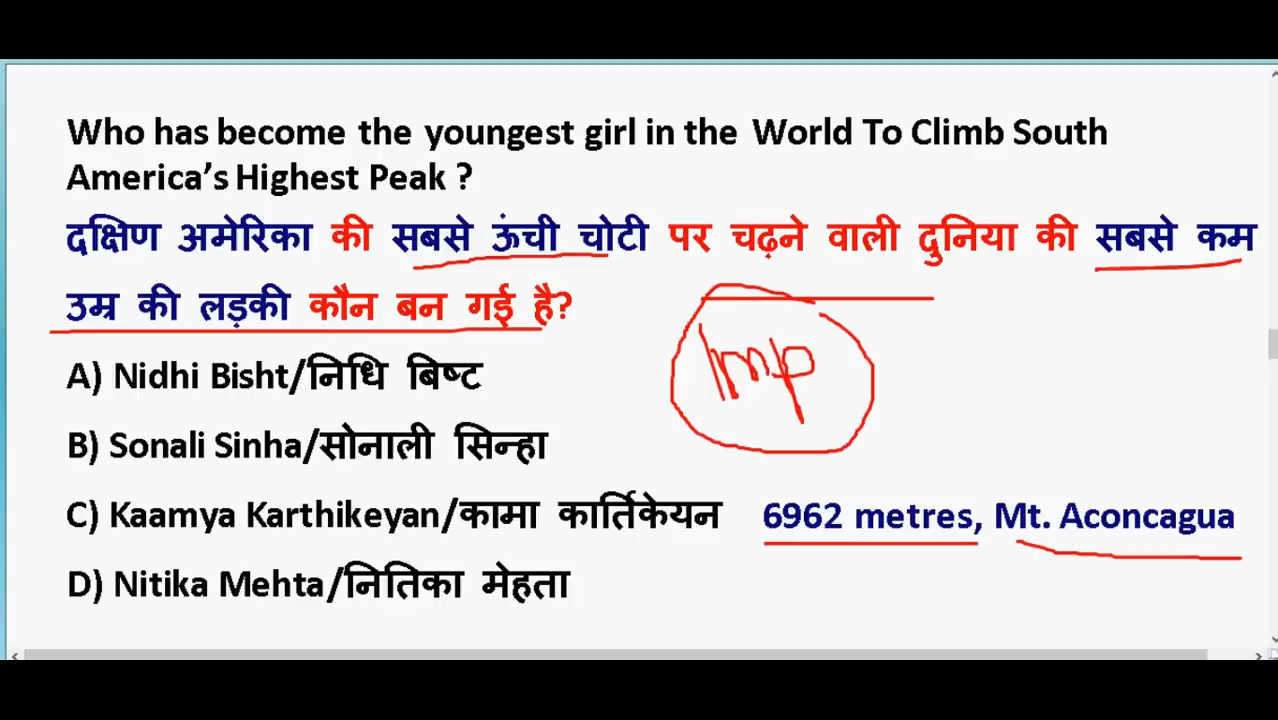 Who has become the youngest girl in the World To Climb South
America's Highest Peak ?
दक्षिण अमेरिका की सबसे ऊंची चोटी पर चढ़ने वाली दुनिया की सबसे कम
उम्र की लड़की कौन बन गई है?
Imp
A) Nidhi Bisht/निधि बिष्ट
B) Sonali Sinha/सोनाली सिन्हा
C) Kaamya Karthikeyan/कामा कार्तिकेयन 6962 metres, Mt. Aconcagua
D) Nitika Mehta/नितिका मेहता